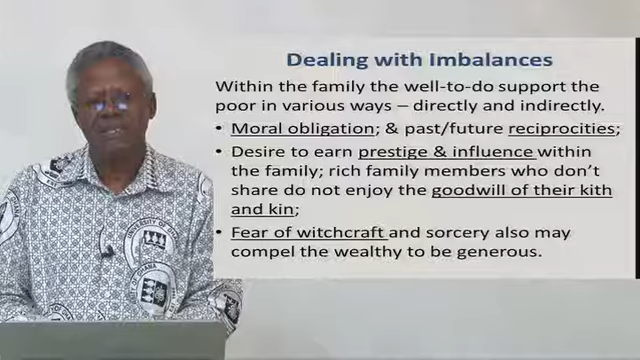 Dealing with Imbalances
Within the family the well-to-do support the
poor in various ways – directly and indirectly.
• Moral obligation; & past/future reciprocities;
• Desire to earn prestige & influence within
the family; rich family members who don't
share do not enjoy the goodwill of their kith
and kin;
• Fear of witchcraft and sorcery also may
compel the wealthy to be generous.